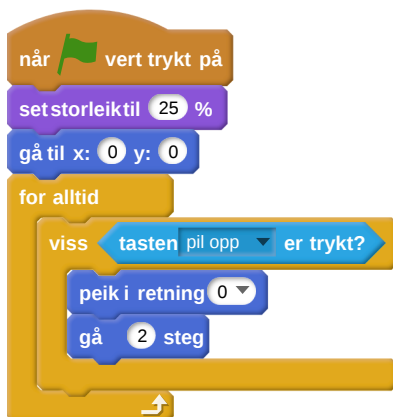 når vert trykt på
set storleik til 25 %
gå til x: 0 y: 0
for alltid
viss tasten pil opp er trykt?
peik i retning 0
gå 2 steg